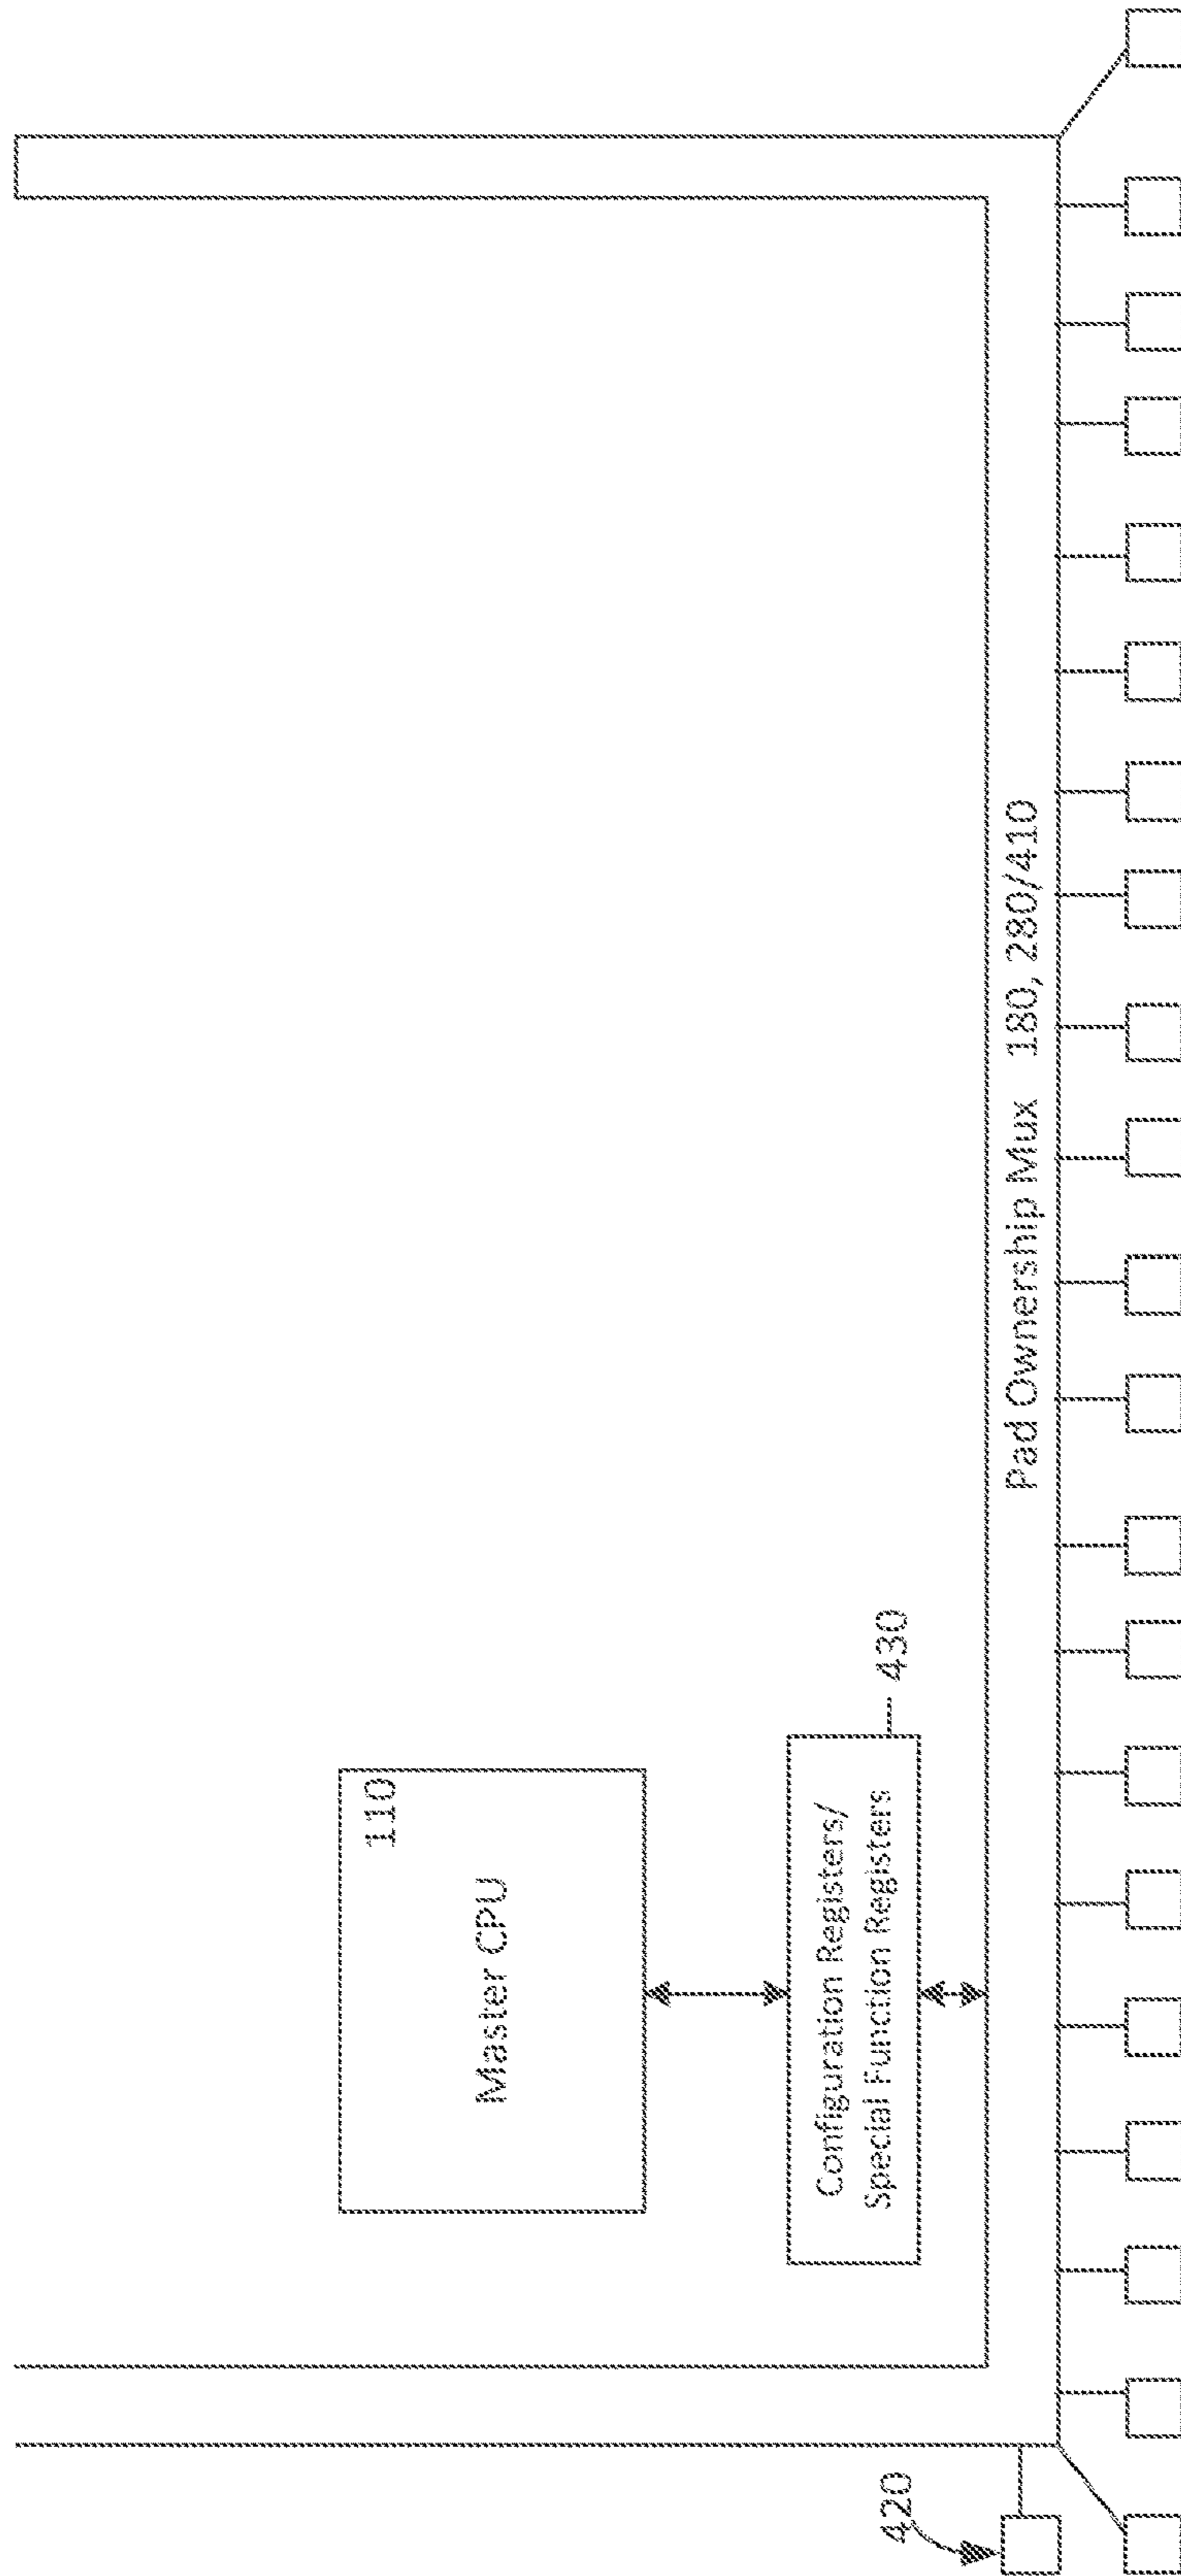 110
Master CPU
430
Configuration Registers/
Special Function Registers
Pad Ownership Mux 180, 280/410
420